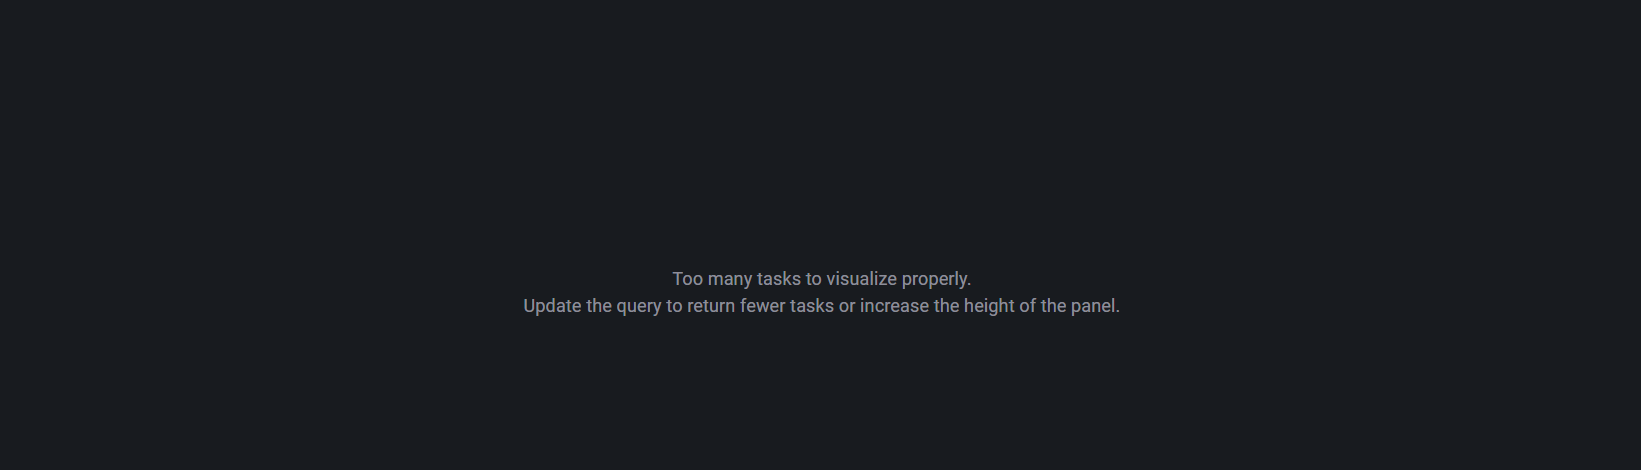 Too many tasks to visualize properly.
Update the query to return fewer tasks or increase the height of the panel.